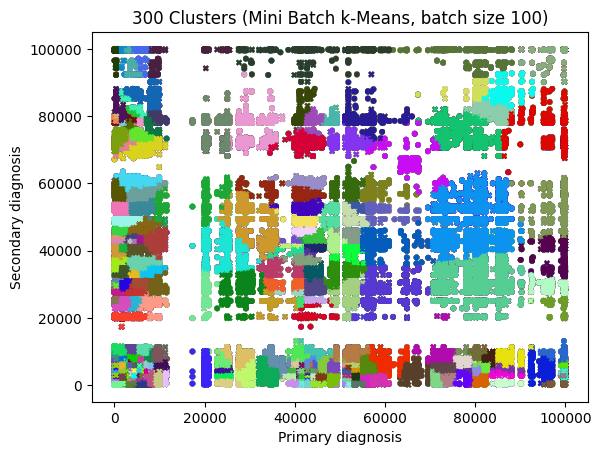 300 Clusters (Mini Batch k-Means, batch size 100)
100000
80000
60000
40000
20000
0
Secondary diagnosis
0 20000 40000 60000 80000 100000
Primary diagnosis